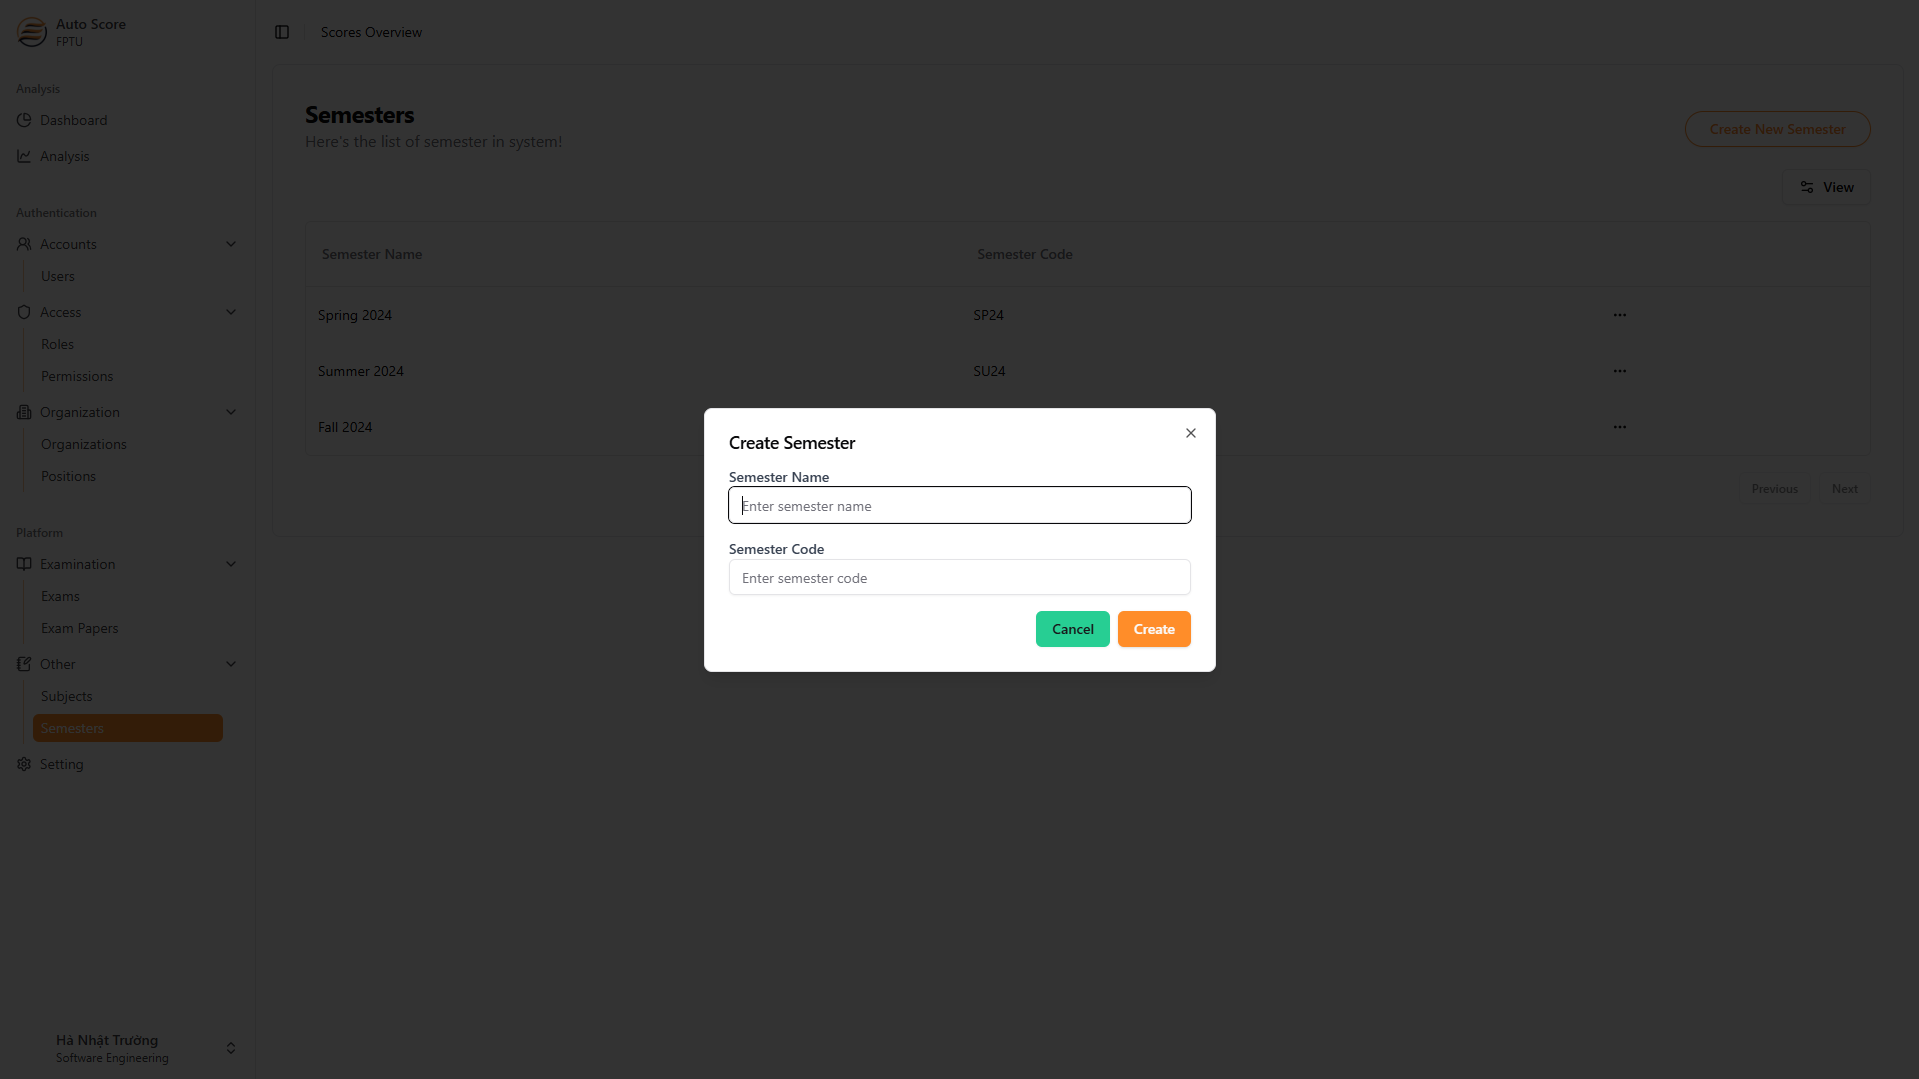 Auto Score
FPTU
Analysis
Dashboard
Analysis
Authentication
Accounts
Users
Access
Roles
Permissions
Organization
Organizations
Positions
Platform
Examination
Exams
Exam Papers
Other
Subjects
Semesters
Setting
Hà Nhật Trường
Software Engineering
Scores Overview
Semesters
Here's the list of semester in system!
Create New Semester
View
Semester Name Semester Code
Spring 2024 SP24 ...
Summer 2024 SU24 ...
Fall 2024 ...
Previous Next
Create Semester
Semester Name
Enter semester name
Semester Code
Enter semester code
Cancel Create